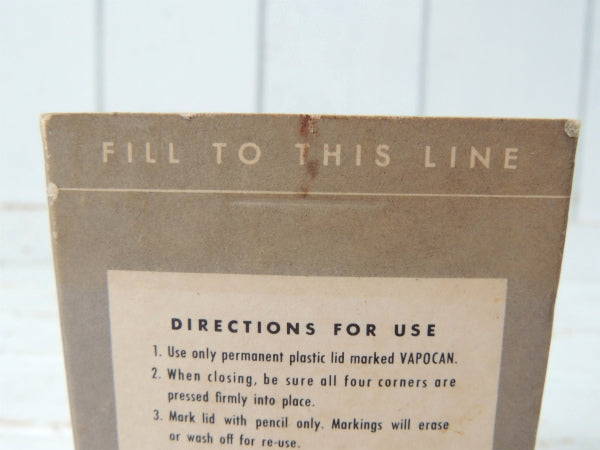 FILL TO THIS LINE
DIRECTIONS FOR USE
1. Use only permanent plastic lid marked VAPOCAN.
2. When closing, be sure all four corners are
pressed firmly into place.
3. Mark lid with pencil only. Markings will erase
or wash off for re-use.